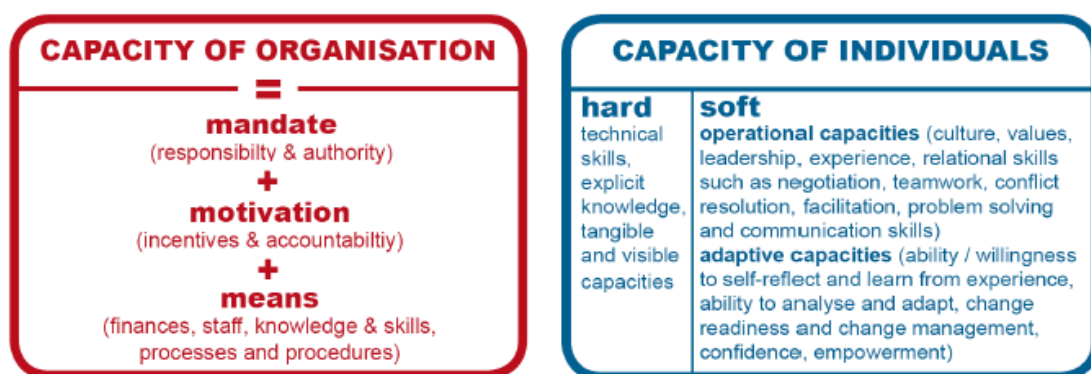 CAPACITY OF ORGANISATION
=
mandate
(responsibilty & authority)
+
motivation
(incentives & accountabiltiy)
+
means
(finances, staff, knowledge & skills,
processes and procedures)
CAPACITY OF INDIVIDUALS
hard
technical
skills,
explicit
knowledge,
tangible
and visible
capacities
soft
operational capacities (culture, values,
leadership, experience, relational skills
such as negotiation, teamwork, conflict
resolution, facilitation, problem solving
and communication skills)
adaptive capacities (ability / willingness
to self-reflect and learn from experience,
ability to analyse and adapt, change
readiness and change management,
confidence, empowerment)